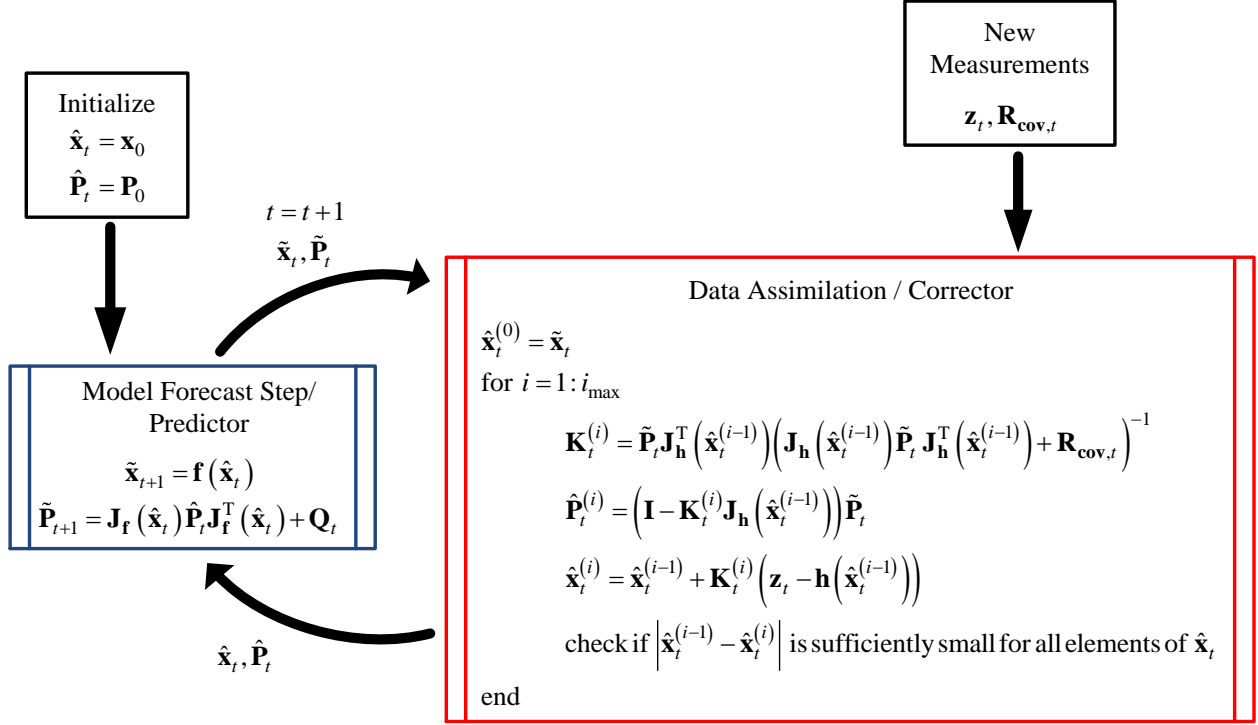 Initialize
x̂_t = x_0
P̂_t = P_0
New
Measurements
z_t, R_cov,t
t = t + 1
x̃_t, P̃_t
Model Forecast Step/
Predictor
x̃_{t+1} = f(x̂_t)
P̃_{t+1} = J_f(x̂_t) P̂_t J_f^T(x̂_t) + Q_t
Data Assimilation / Corrector
x̂_t^(0) = x̃_t
for i = 1 : i_max
K_t^(i) = P̃_t J_h^T(x̂_t^(i−1)) (J_h(x̂_t^(i−1)) P̃_t J_h^T(x̂_t^(i−1)) + R_cov,t)^−1
P̂_t^(i) = (I − K_t^(i) J_h(x̂_t^(i−1))) P̃_t
x̂_t^(i) = x̂_t^(i−1) + K_t^(i) (z_t − h(x̂_t^(i−1)))
check if |x̂_t^(i−1) − x̂_t^(i)| is sufficiently small for all elements of x̂_t
end
x̂_t, P̂_t